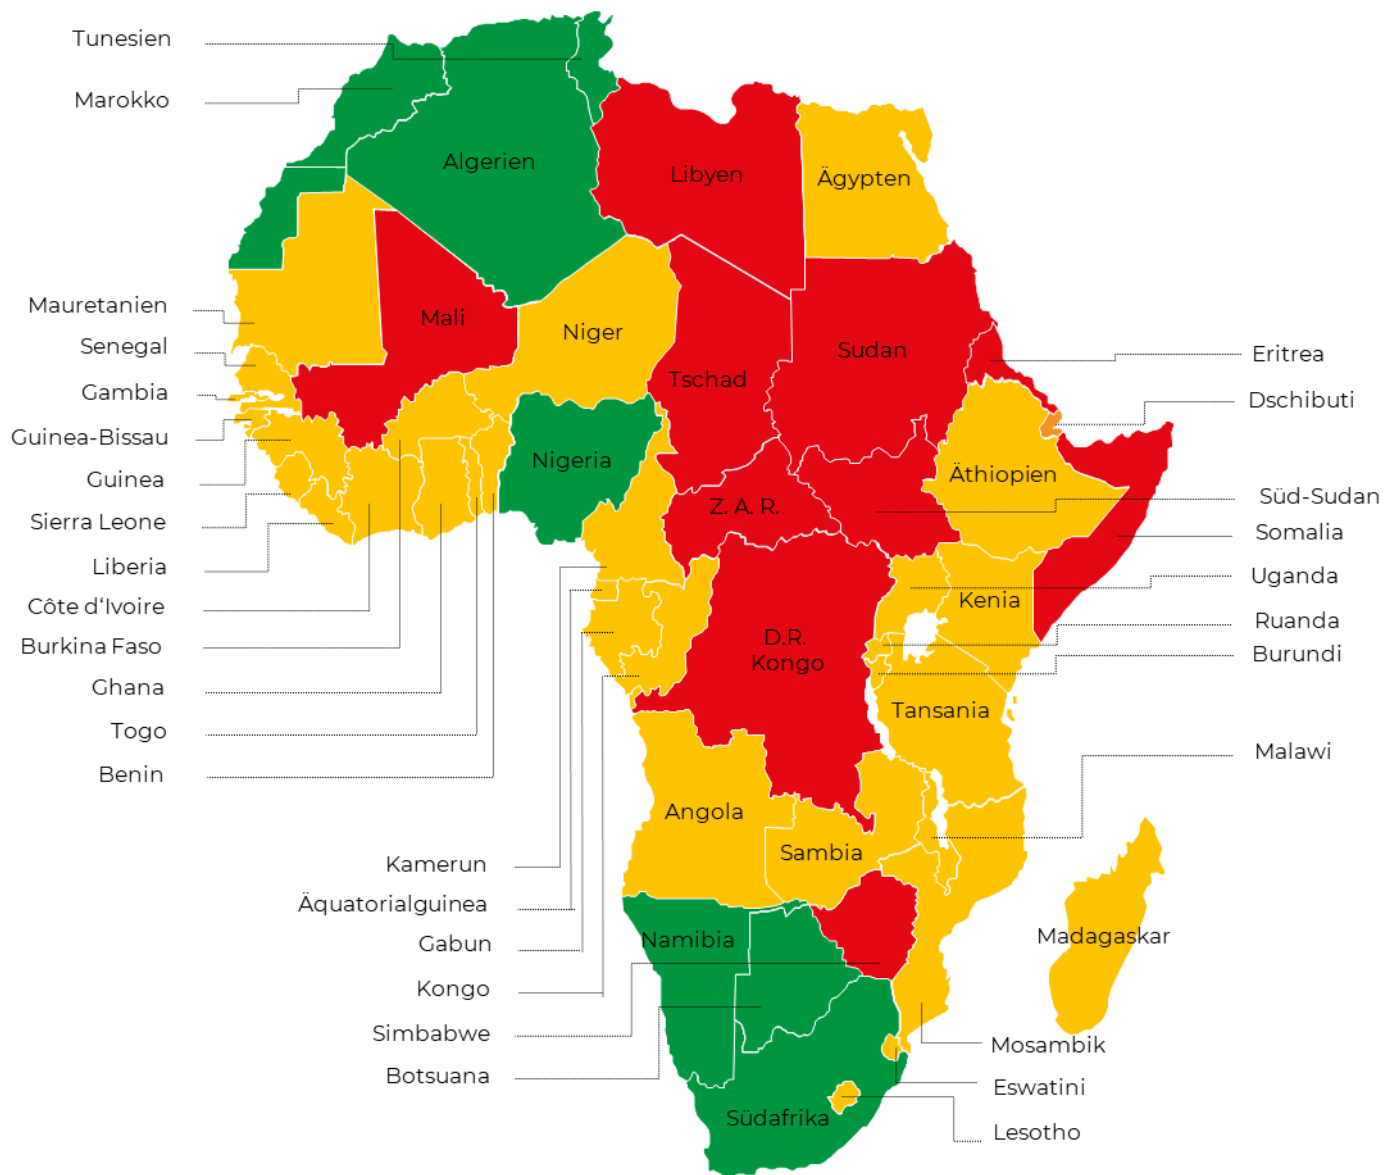 Tunesien
Marokko
Algerien
Libyen
Ägypten
Mauretanien
Senegal
Gambia
Guinea-Bissau
Guinea
Sierra Leone
Liberia
Côte d‘Ivoire
Burkina Faso
Ghana
Togo
Benin
Mali
Niger
Tschad
Sudan
Eritrea
Dschibuti
Nigeria
Äthiopien
Z. A. R.
Süd-Sudan
Somalia
Uganda
Ruanda
Burundi
Kenia
D.R.
Kongo
Tansania
Malawi
Angola
Sambia
Kamerun
Äquatorialguinea
Gabun
Kongo
Simbabwe
Botsuana
Namibia
Madagaskar
Mosambik
Eswatini
Lesotho
Südafrika